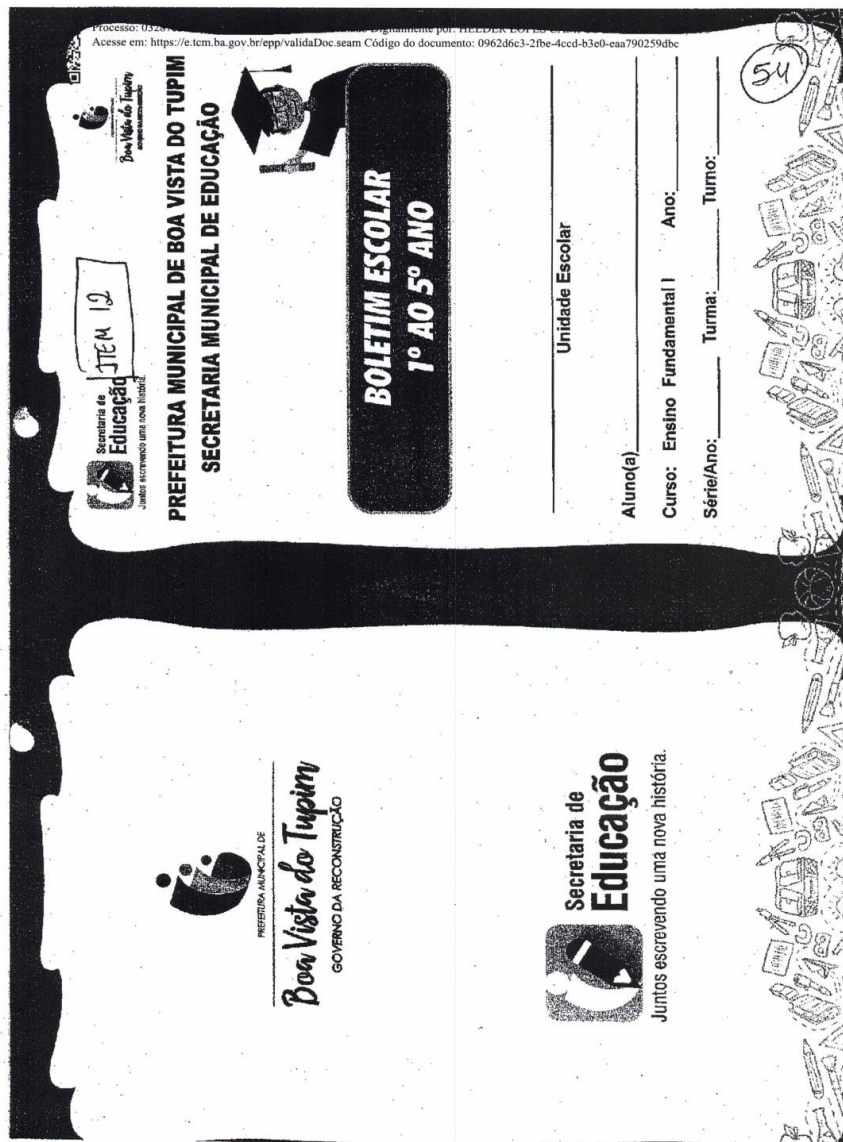 Acesse em: https://e.tcm.ba.gov.br/epp/validaDoc.seam Código do documento: 0962d6c3-2fbe-4ccd-b3e0-eaa790259dbc
54
Secretaria de
Educação
Juntos escrevendo uma nova história.
ITEM 12
Boa Vista do Tupim
PREFEITURA MUNICIPAL DE BOA VISTA DO TUPIM
SECRETARIA MUNICIPAL DE EDUCAÇÃO
BOLETIM ESCOLAR
1º AO 5º ANO
Unidade Escolar
Aluno(a)
Curso: Ensino Fundamental I Ano:
Série/Ano: Turma: Turno:
PREFEITURA MUNICIPAL DE
Boa Vista do Tupim
GOVERNO DA RECONSTRUÇÃO
Secretaria de
Educação
Juntos escrevendo uma nova história.